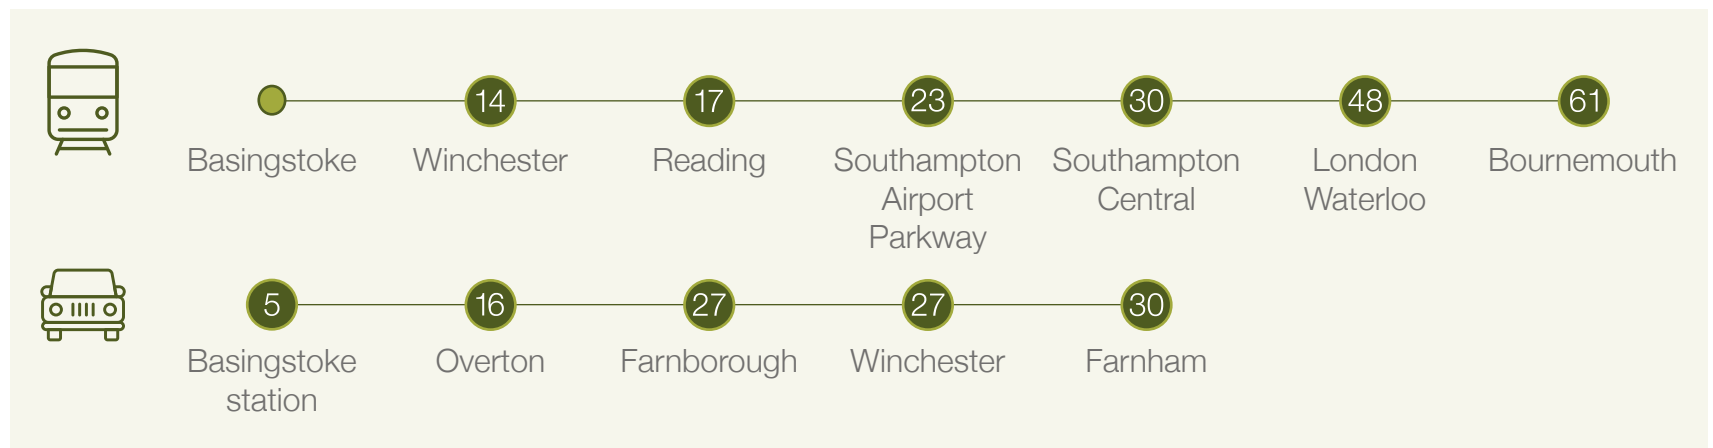 14 17 23 30 48 61
Basingstoke Winchester Reading Southampton Southampton London Bournemouth
Airport Central Waterloo
Parkway
5 16 27 27 30
Basingstoke Overton Farnborough Winchester Farnham
station